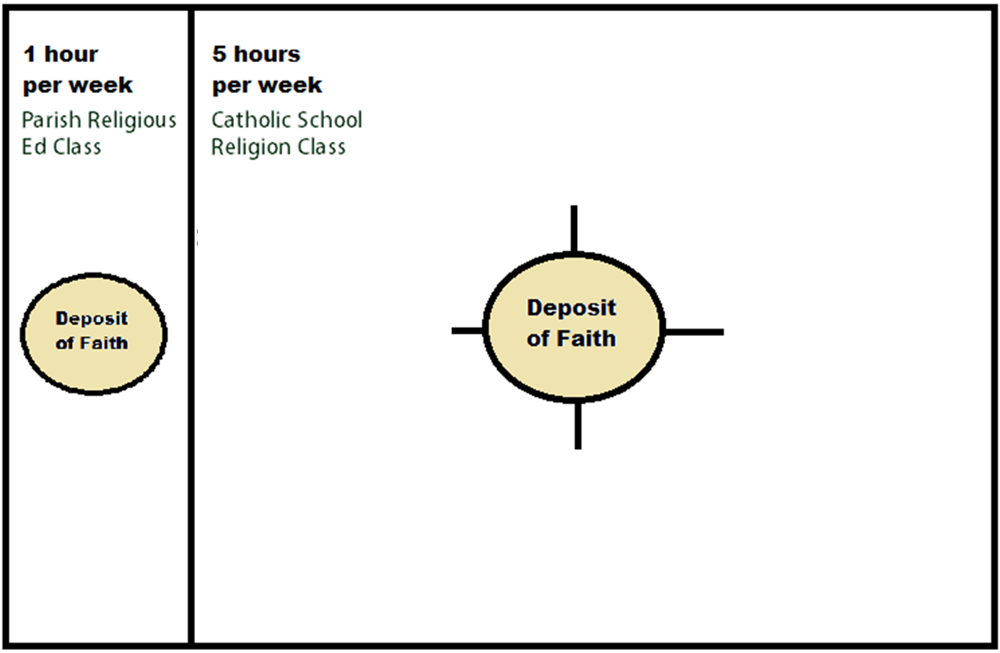 1 hour
per week
Parish Religious
Ed Class
Deposit
of Faith
5 hours
per week
Catholic School
Religion Class
Deposit
of Faith